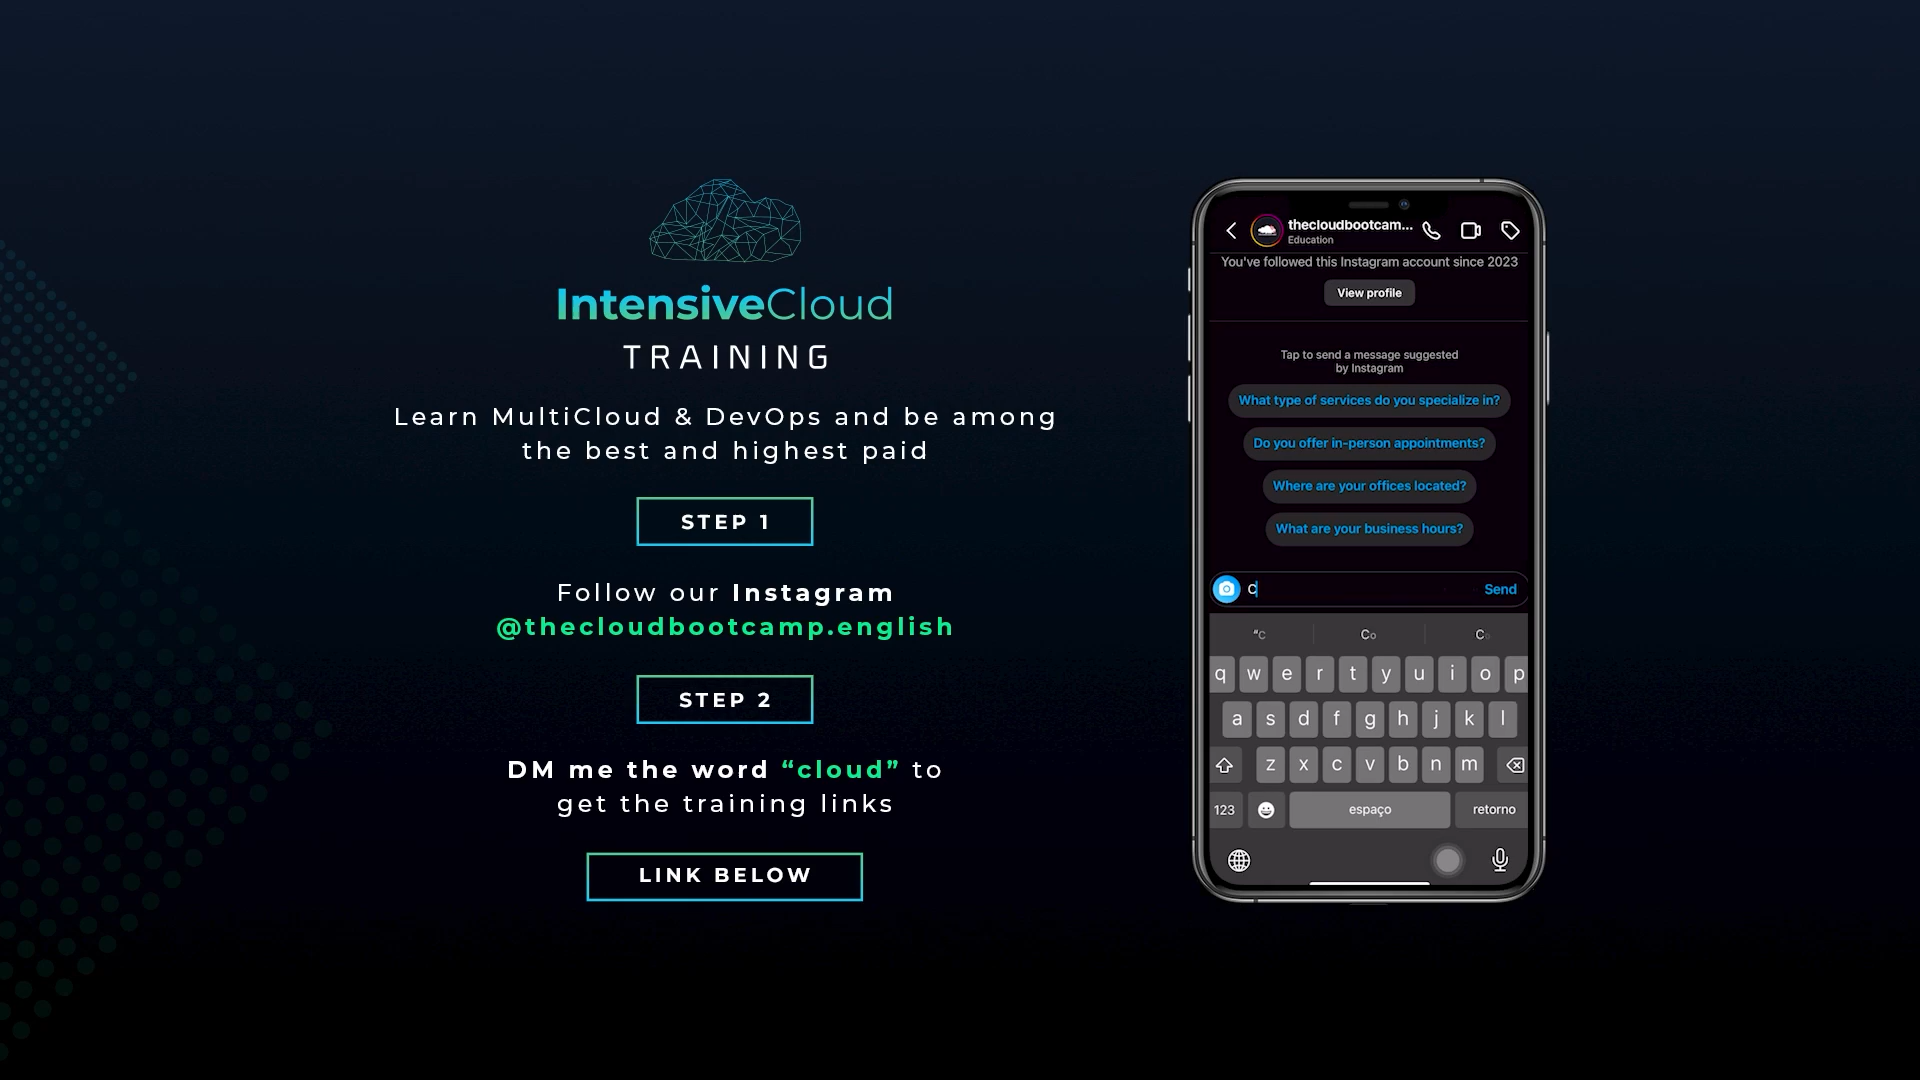 IntensiveCloud
TRAINING
Learn MultiCloud & DevOps and be among
the best and highest paid
STEP 1
Follow our Instagram
@thecloudbootcamp.english
STEP 2
DM me the word “cloud” to
get the training links
LINK BELOW
thecloudbootcam...
Education
You've followed this Instagram account since 2023
View profile
Tap to send a message suggested
by Instagram
What type of services do you specialize in?
Do you offer in-person appointments?
Where are your offices located?
What are your business hours?
C Send
“C Co C
q w e r t y u i o p
a s d f g h j k l
z x c v b n m
123 espaço retorno